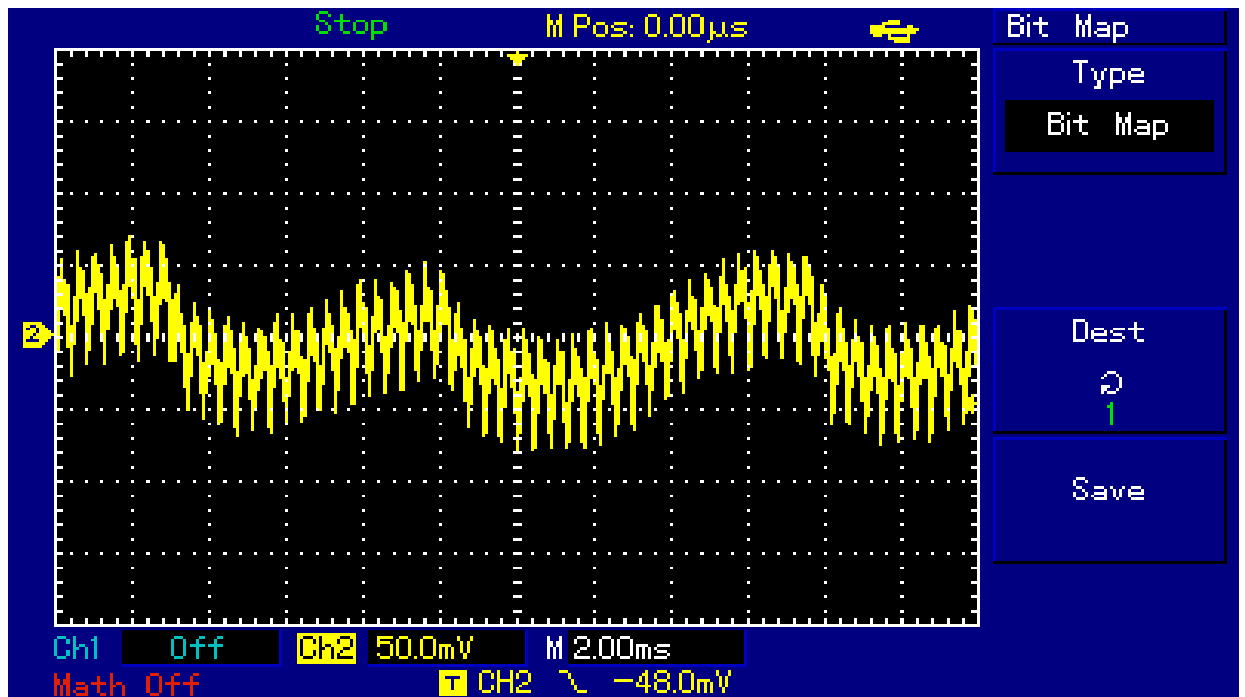 Stop M Pos: 0.00µs Bit Map
Type
Bit Map
2
Dest
1
Save
Ch1 Off Ch2 50.0mV M 2.00ms
Math Off T CH2 −48.0mV